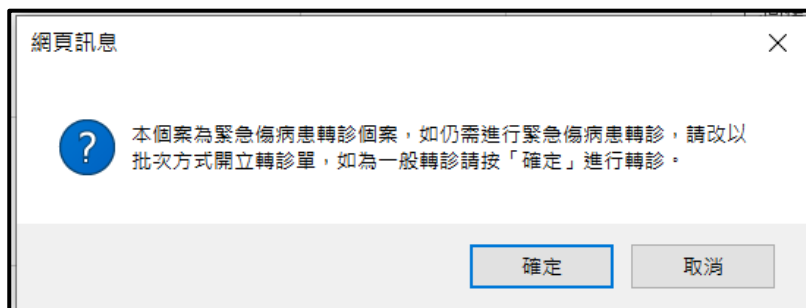 網頁訊息
本個案為緊急傷病患轉診個案，如仍需進行緊急傷病患轉診，請改以
批次方式開立轉診單，如為一般轉診請按「確定」進行轉診。
確定
取消